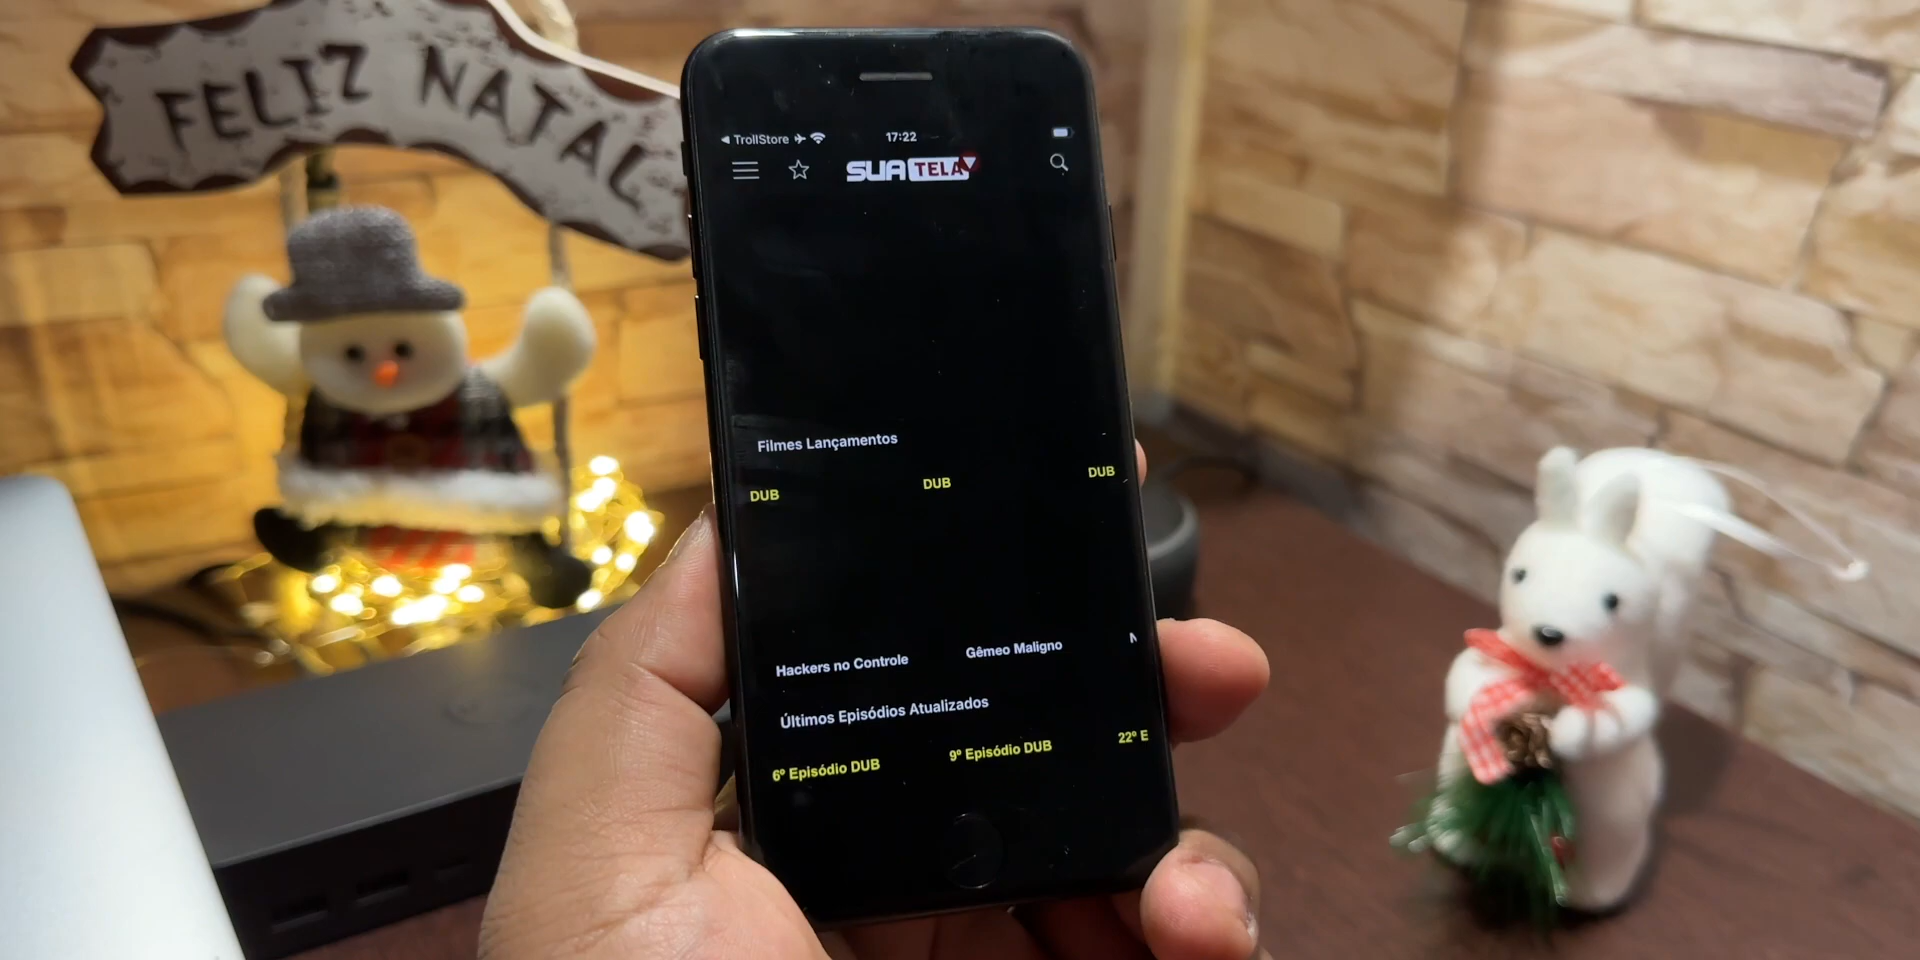 FELIZ NATAL
TrollStore
17:22
SUA TELA
Filmes Lançamentos
DUB
DUB
DUB
Hackers no Controle
Gêmeo Maligno
Últimos Episódios Atualizados
6º Episódio DUB
9º Episódio DUB
22º E